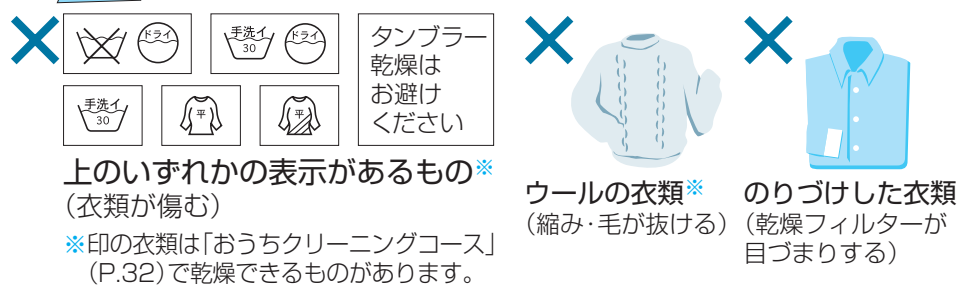 ドライ
手洗イ
30
ドライ
タンブラー
乾燥は
お避け
ください
手洗イ
30
平
平
上のいずれかの表示があるもの※
(衣類が傷む)
※印の衣類は「おうちクリーニングコース」
(P.32)で乾燥できるものがあります。
ウールの衣類※
(縮み・毛が抜ける)
のりづけした衣類
(乾燥フィルターが
目づまりする)